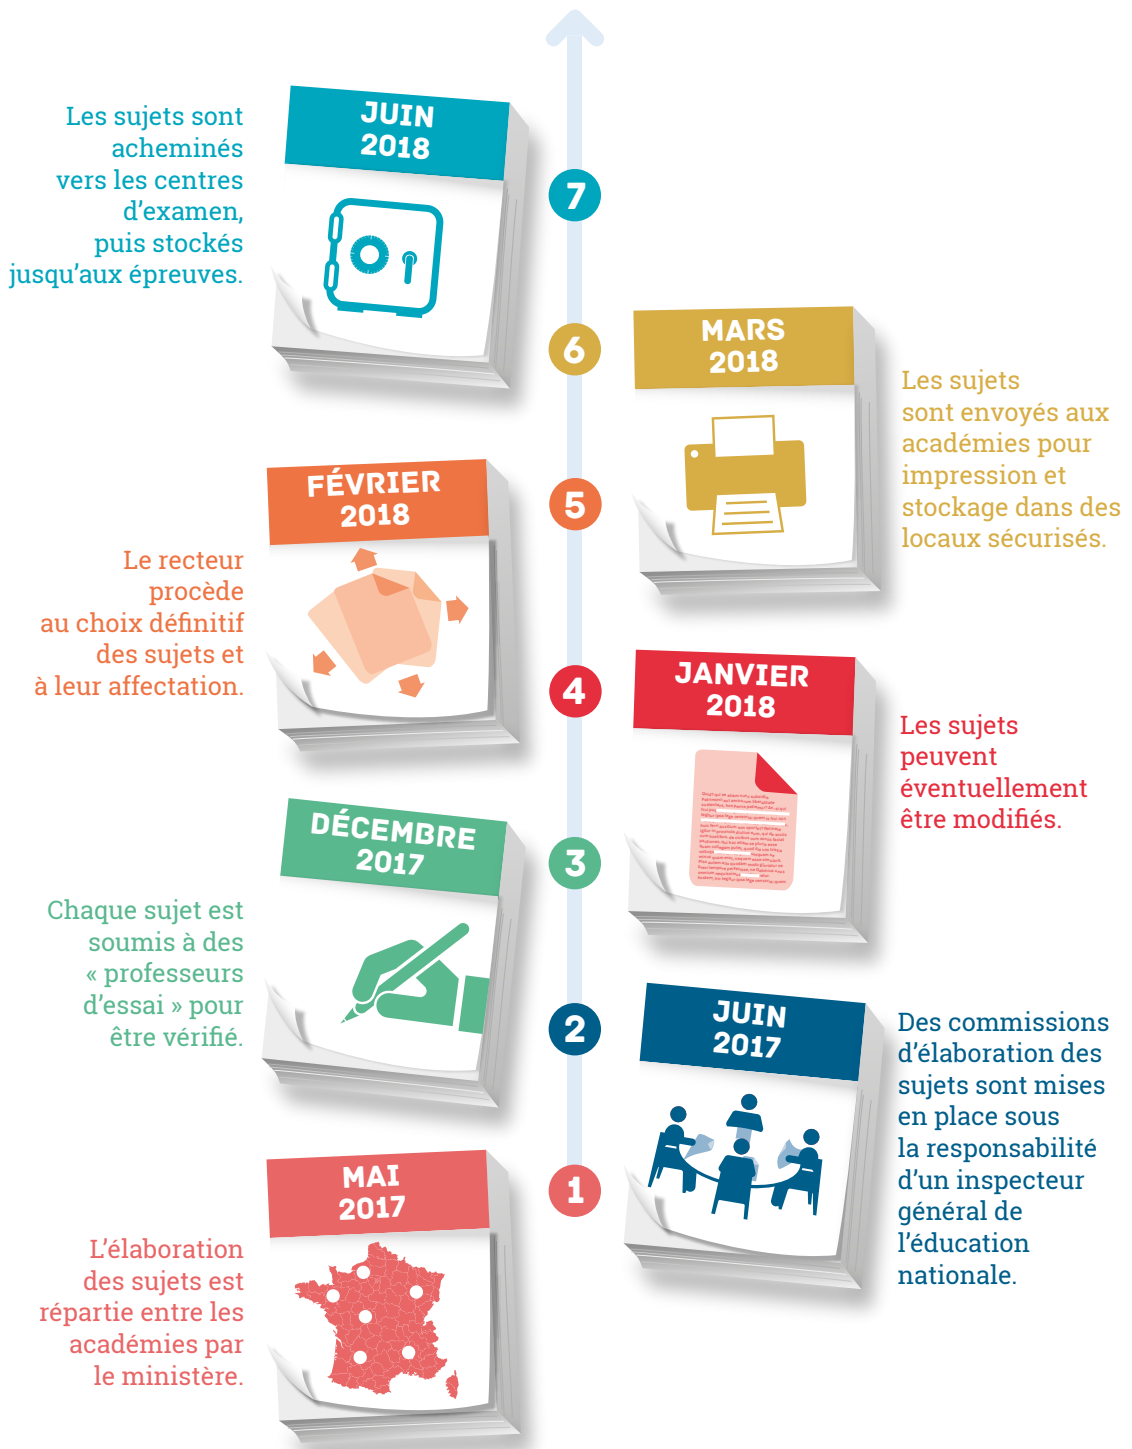 JUIN
2018
Les sujets sont
acheminés
vers les centres
d’examen,
puis stockés
jusqu’aux épreuves.
7
MARS
2018
6
Les sujets
sont envoyés aux
académies pour
impression et
stockage dans des
locaux sécurisés.
FÉVRIER
2018
5
Le recteur
procède
au choix définitif
des sujets et
à leur affectation.
JANVIER
2018
4
Les sujets
peuvent
éventuellement
être modifiés.
DÉCEMBRE
2017
3
Chaque sujet est
soumis à des
« professeurs
d’essai » pour
être vérifié.
JUIN
2017
2
Des commissions
d’élaboration des
sujets sont mises
en place sous
la responsabilité
d’un inspecteur
général de
l’éducation
nationale.
MAI
2017
1
L’élaboration
des sujets est
répartie entre les
académies par
le ministère.